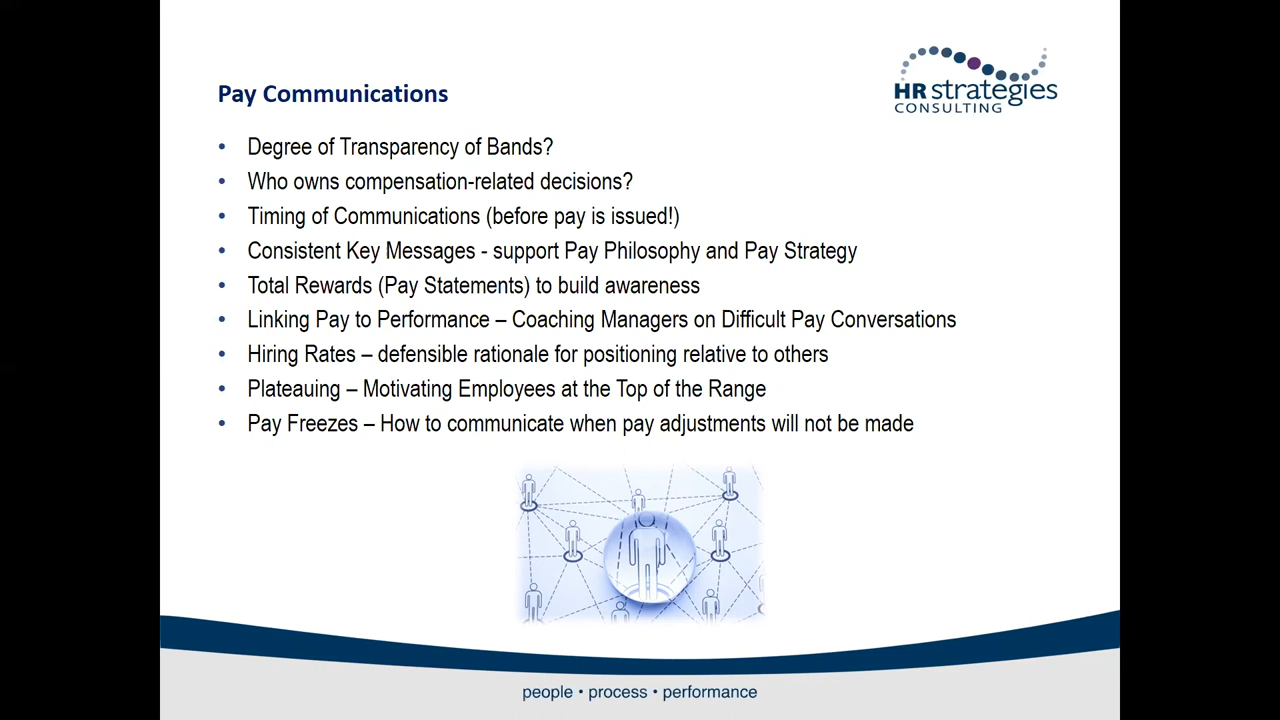 HR strategies
CONSULTING
Pay Communications
• Degree of Transparency of Bands?
• Who owns compensation-related decisions?
• Timing of Communications (before pay is issued!)
• Consistent Key Messages - support Pay Philosophy and Pay Strategy
• Total Rewards (Pay Statements) to build awareness
• Linking Pay to Performance – Coaching Managers on Difficult Pay Conversations
• Hiring Rates – defensible rationale for positioning relative to others
• Plateauing – Motivating Employees at the Top of the Range
• Pay Freezes – How to communicate when pay adjustments will not be made
people • process • performance